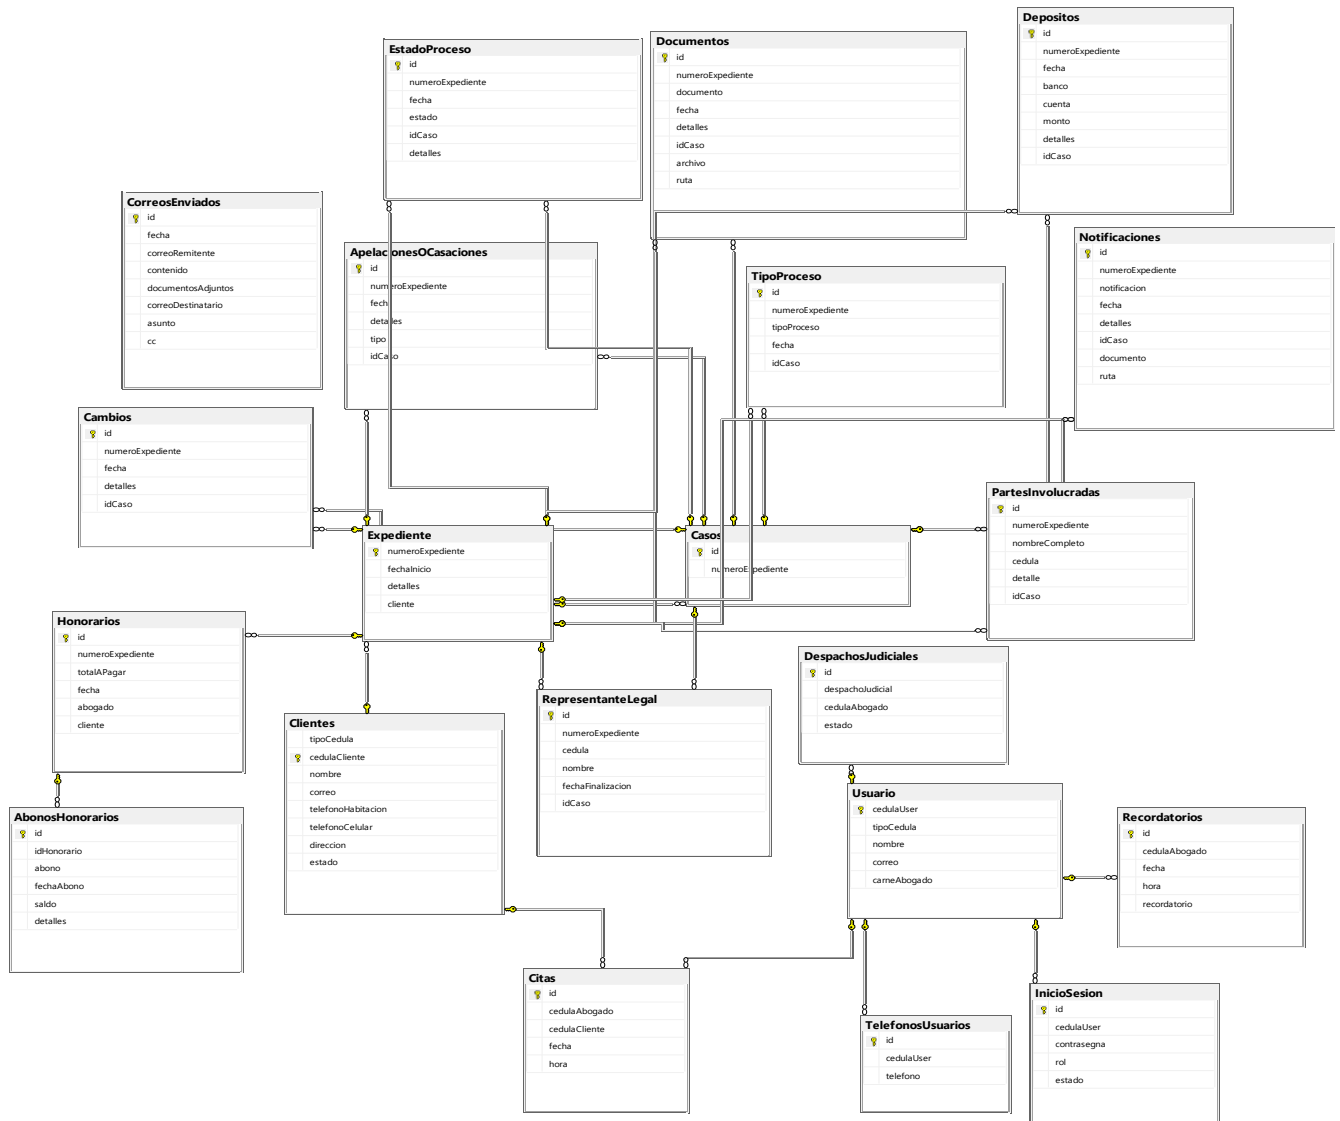 EstadoProceso
id
numeroExpediente
fecha
estado
idCaso
detalles
Documentos
id
numeroExpediente
documento
fecha
detalles
idCaso
archivo
ruta
Depositos
id
numeroExpediente
fecha
banco
cuenta
monto
detalles
idCaso
CorreosEnviados
id
fecha
correoRemitente
contenido
documentosAdjuntos
correoDestinatario
asunto
cc
ApelacionesOCasaciones
id
numeroExpediente
fecha
detalles
tipo
idCaso
TipoProceso
id
numeroExpediente
tipoProceso
fecha
idCaso
Notificaciones
id
numeroExpediente
notificacion
fecha
detalles
idCaso
documento
ruta
Cambios
id
numeroExpediente
fecha
detalles
idCaso
Expediente
numeroExpediente
fechaInicio
detalles
cliente
Casos
id
numeroExpediente
PartesInvolucradas
id
numeroExpediente
nombreCompleto
cedula
detalle
idCaso
Honorarios
id
numeroExpediente
totalAPagar
fecha
abogado
cliente
Clientes
tipoCedula
cedulaCliente
nombre
correo
telefonoHabitacion
telefonoCelular
direccion
estado
RepresentanteLegal
id
numeroExpediente
cedula
nombre
fechaFinalizacion
idCaso
DespachosJudiciales
id
despachoJudicial
cedulaAbogado
estado
AbonosHonorarios
id
idHonorario
abono
fechaAbono
saldo
detalles
Usuario
cedulaUser
tipoCedula
nombre
correo
carneAbogado
Recordatorios
id
cedulaAbogado
fecha
hora
recordatorio
Citas
id
cedulaAbogado
cedulaCliente
fecha
hora
TelefonosUsuarios
id
cedulaUser
telefono
InicioSesion
id
cedulaUser
contrasegna
rol
estado